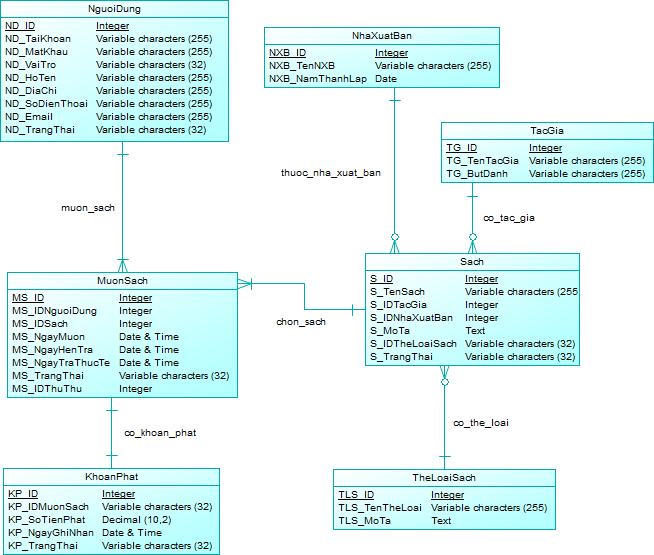 NguoiDung
ND_ID Integer
ND_TaiKhoan Variable characters (255)
ND_MatKhau Variable characters (255)
ND_VaiTro Variable characters (32)
ND_HoTen Variable characters (255)
ND_DiaChi Variable characters (255)
ND_SoDienThoai Variable characters (255)
ND_Email Variable characters (255)
ND_TrangThai Variable characters (32)
NhaXuatBan
NXB_ID Integer
NXB_TenNXB Variable characters (255)
NXB_NamThanhLap Date
TacGia
TG_ID Integer
TG_TenTacGia Variable characters (255)
TG_ButDanh Variable characters (255)
thuoc_nha_xuat_ban
muon_sach
co_tac_gia
Sach
S_ID Integer
S_TenSach Variable characters (255
S_IDTacGia Integer
S_IDNhaXuatBan Integer
S_MoTa Text
S_IDTheLoaiSach Variable characters (32)
S_TrangThai Variable characters (32)
MuonSach
MS_ID Integer
MS_IDNguoiDung Integer
MS_IDSach Integer
MS_NgayMuon Date & Time
MS_NgayHenTra Date & Time
MS_NgayTraThucTe Date & Time
MS_TrangThai Variable characters (32)
MS_IDThuThu Integer
chon_sach
co_khoan_phat
co_the_loai
KhoanPhat
KP_ID Integer
KP_IDMuonSach Variable characters (32)
KP_SoTienPhat Decimal (10,2)
KP_NgayGhiNhan Date & Time
KP_TrangThai Variable characters (32)
TheLoaiSach
TLS_ID Integer
TLS_TenTheLoai Variable characters (255)
TLS_MoTa Text